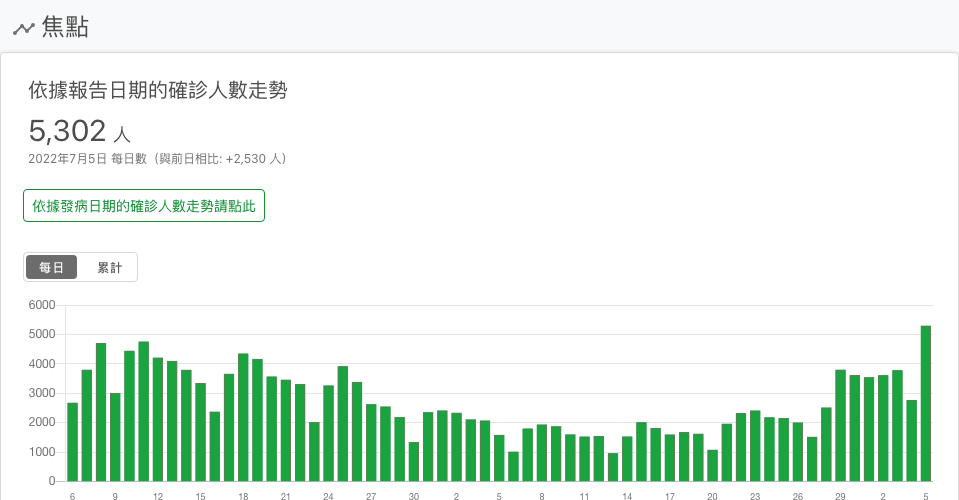 焦點
依據報告日期的確診人數走勢
5,302 人
2022年7月5日 每日數（與前日相比: +2,530 人）
依據發病日期的確診人數走勢請點此
每日 累計
6000
5000
4000
3000
2000
1000
0
6 9 12 15 18 21 24 27 30 2 5 8 11 14 17 20 23 26 29 2 5